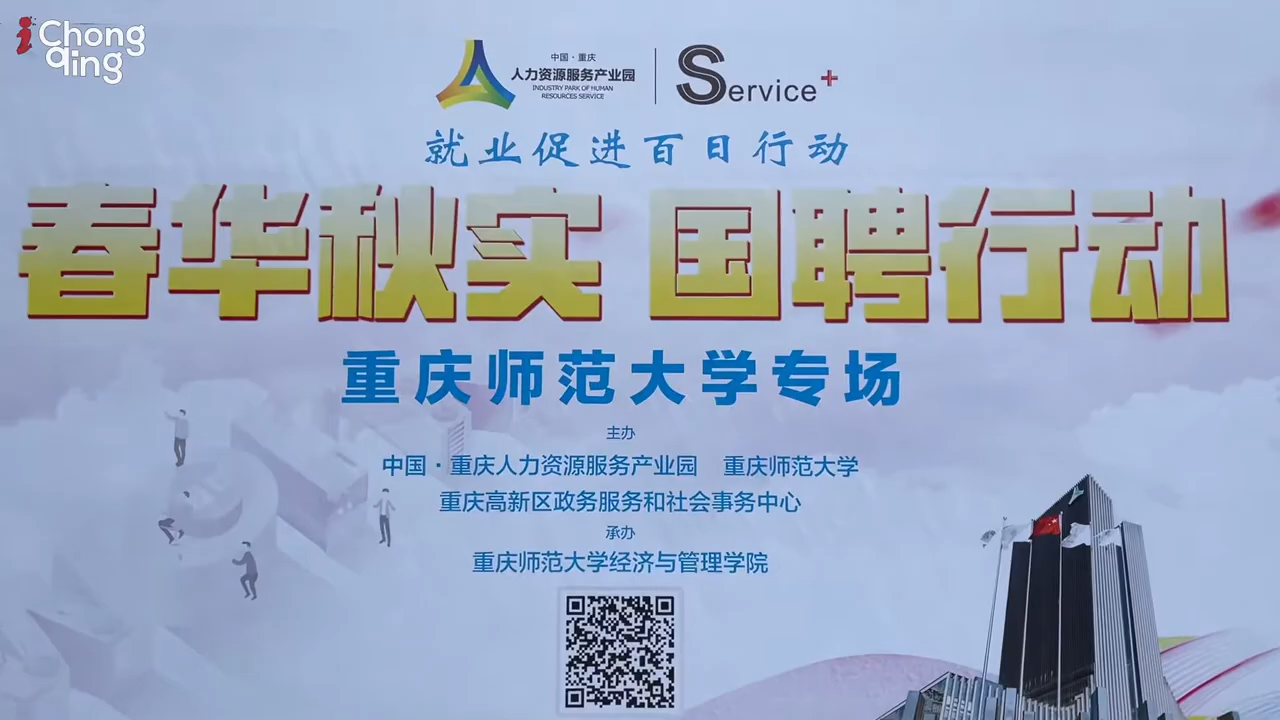 iChong
qing
中国·重庆
人力资源服务产业园
INDUSTRY PARK OF HUMAN
RESOURCES SERVICE
Service+
就业促进百日行动
春华秋实 国聘行动
重庆师范大学专场
主办
中国·重庆人力资源服务产业园 重庆师范大学
重庆高新区政务服务和社会事务中心
承办
重庆师范大学经济与管理学院